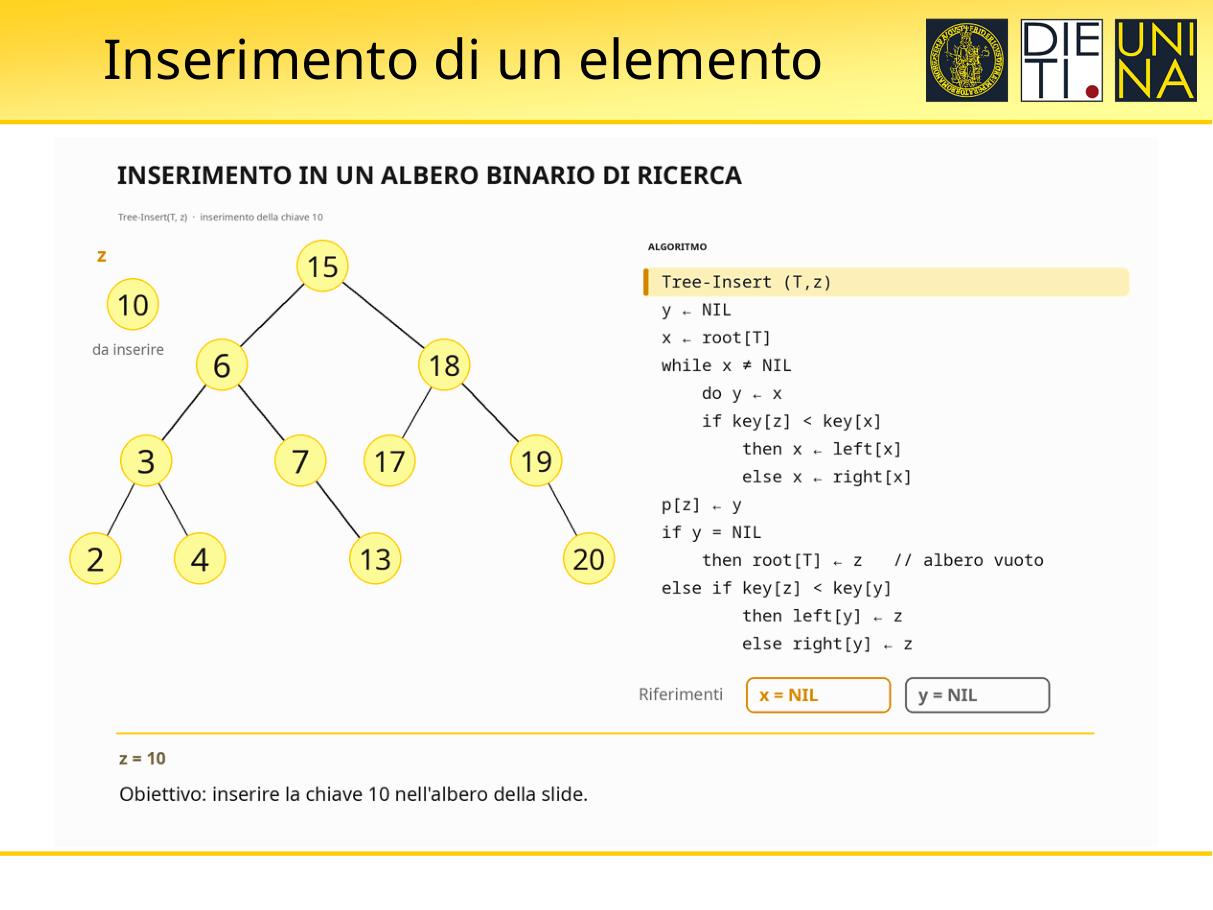 Inserimento di un elemento
DIE
TI.
UNI
NA
INSERIMENTO IN UN ALBERO BINARIO DI RICERCA
Tree-Insert(T, z) · inserimento della chiave 10
z
10
da inserire
15
6
18
3
7
17
19
2
4
13
20
ALGORITMO
Tree-Insert (T,z)
y ← NIL
x ← root[T]
while x ≠ NIL
do y ← x
if key[z] < key[x]
then x ← left[x]
else x ← right[x]
p[z] ← y
if y = NIL
then root[T] ← z // albero vuoto
else if key[z] < key[y]
then left[y] ← z
else right[y] ← z
Riferimenti
x = NIL
y = NIL
z = 10
Obiettivo: inserire la chiave 10 nell'albero della slide.